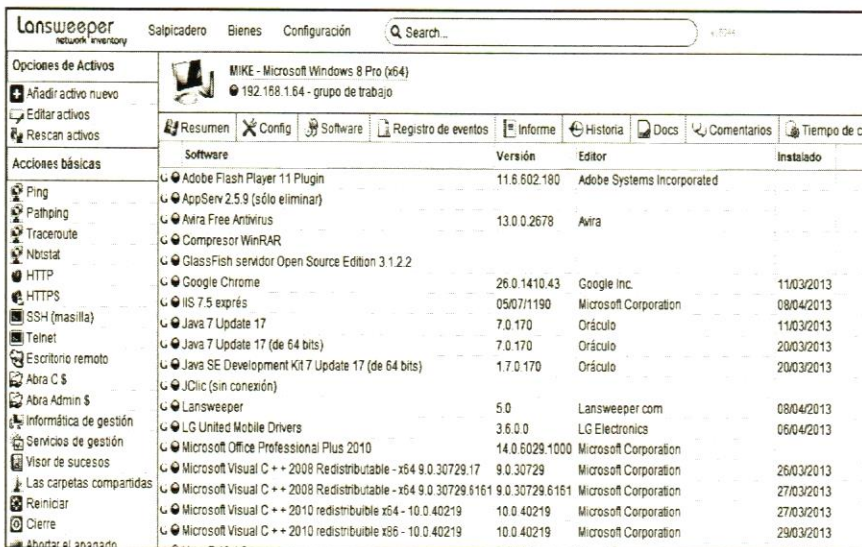 Lansweeper
network inventory
Salpicadero Bienes Configuración Search...
Opciones de Activos
Añadir activo nuevo
Editar activos
Rescan activos
Acciones básicas
Ping
Pathping
Traceroute
Nbtstat
HTTP
HTTPS
SSH (masilla)
Telnet
Escritorio remoto
Abra C $
Abra Admin $
Informática de gestión
Servicios de gestión
Visor de sucesos
Las carpetas compartidas
Reiniciar
Cierre
Abortar el apagado
MIKE - Microsoft Windows 8 Pro (x64)
192.168.1.64 - grupo de trabajo
Resumen Config Software Registro de eventos Informe Historia Docs Comentarios Tiempo de c
Software Versión Editor Instalado
Adobe Flash Player 11 Plugin 11.6.602.180 Adobe Systems Incorporated
AppServ 2.5.9 (sólo eliminar)
Avira Free Antivirus 13.0.0.2678 Avira
Compresor WinRAR
GlassFish servidor Open Source Edition 3.1.2.2
Google Chrome 26.0.1410.43 Google Inc. 11/03/2013
IIS 7.5 exprés 05/07/1190 Microsoft Corporation 08/04/2013
Java 7 Update 17 7.0.170 Oráculo 11/03/2013
Java 7 Update 17 (de 64 bits) 7.0.170 Oráculo 20/03/2013
Java SE Development Kit 7 Update 17 (de 64 bits) 1.7.0.170 Oráculo 20/03/2013
JClic (sin conexión)
Lansweeper 5.0 Lansweeper.com 08/04/2013
LG United Mobile Drivers 3.6.0.0 LG Electronics 06/04/2013
Microsoft Office Professional Plus 2010 14.0.6029.1000 Microsoft Corporation
Microsoft Visual C + + 2008 Redistributable - x64 9.0.30729.17 9.0.30729 Microsoft Corporation 26/03/2013
Microsoft Visual C + + 2008 Redistributable - x64 9.0.30729.6161 9.0.30729.6161 Microsoft Corporation 27/03/2013
Microsoft Visual C + + 2010 redistribuible x64 - 10.0.40219 10.0.40219 Microsoft Corporation 27/03/2013
Microsoft Visual C + + 2010 redistribuible x86 - 10.0.40219 10.0.40219 Microsoft Corporation 29/03/2013